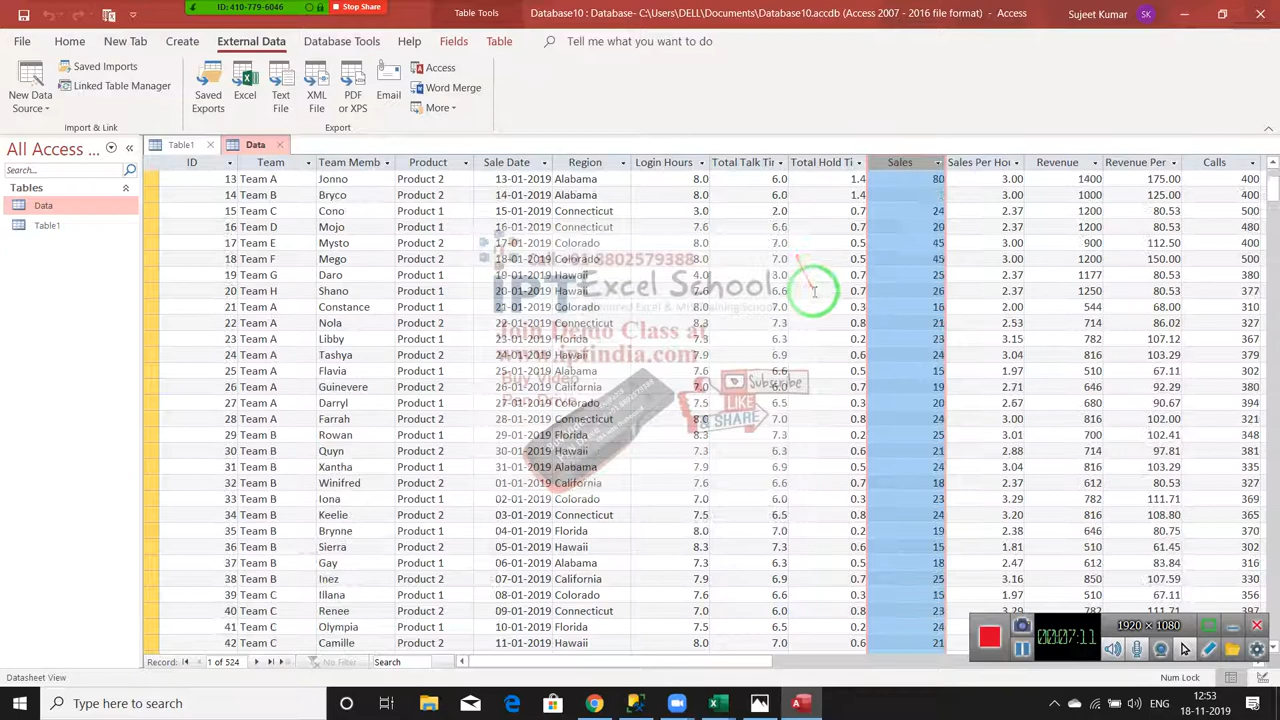 ID: 410-779-6046 Stop Share Table Tools Database10 : Database- C:\Users\DELL\Documents\Database10.accdb (Access 2007 - 2016 file format) - Access Sujeet Kumar SK
File Home New Tab Create External Data Database Tools Help Fields Table Tell me what you want to do
New Data Source
Saved Imports
Linked Table Manager
Saved Exports
Excel
Text File
XML File
PDF or XPS
Email
Access
Word Merge
More
Import & Link Export
All Access ...
Search...
Tables
Data
Table1
Table1 Data
ID Team Team Memb Product Sale Date Region Login Hours Total Talk Tir Total Hold Ti Sales Sales Per Hou Revenue Revenue Per Calls
13 Team A Jonno Product 2 13-01-2019 Alabama 8.0 6.0 1.4 80 3.00 1400 175.00 400
14 Team B Bryco Product 2 14-01-2019 Alabama 8.0 6.0 1.4 3.00 1000 125.00 400
15 Team C Cono Product 1 15-01-2019 Connecticut 3.0 2.0 0.7 24 2.37 1200 80.53 500
16 Team D Mojo Product 1 16-01-2019 Connecticut 7.6 6.6 0.7 20 2.37 1200 80.53 480
17 Team E Mysto Product 2 17-01-2019 Colorado 8.0 7.0 0.5 45 3.00 900 112.50 400
18 Team F Mego Product 2 18-01-2019 Colorado 8.0 7.0 0.5 45 3.00 1200 150.00 500
19 Team G Daro Product 1 19-01-2019 Hawaii 4.0 3.0 0.7 25 2.37 1177 80.53 380
20 Team H Shano Product 1 20-01-2019 Hawaii 7.6 6.6 0.7 26 2.37 1250 80.53 377
21 Team A Constance Product 1 21-01-2019 Colorado 8.0 7.0 0.3 16 2.00 544 68.00 310
22 Team A Nola Product 2 22-01-2019 Connecticut 8.3 7.3 0.8 21 2.53 714 86.02 327
23 Team A Libby Product 1 23-01-2019 Florida 7.3 6.3 0.2 23 3.15 782 107.12 367
24 Team A Tashya Product 2 24-01-2019 Hawaii 7.9 6.9 0.6 24 3.04 816 103.29 379
25 Team A Flavia Product 1 25-01-2019 Alabama 7.6 6.6 0.5 15 1.97 510 67.11 302
26 Team A Guinevere Product 2 26-01-2019 California 7.0 6.0 0.7 19 2.71 646 92.29 380
27 Team A Darryl Product 1 27-01-2019 Colorado 7.5 6.5 0.3 20 2.67 680 90.67 394
28 Team A Farrah Product 2 28-01-2019 Connecticut 8.0 7.0 0.4 24 3.00 816 102.00 321
29 Team B Rowan Product 1 29-01-2019 Florida 8.3 7.3 0.2 25 3.01 700 102.41 348
30 Team B Quyn Product 2 30-01-2019 Hawaii 7.3 6.3 0.6 21 2.88 714 97.81 381
31 Team B Xantha Product 1 31-01-2019 Alabama 7.9 6.9 0.5 24 3.04 816 103.29 335
32 Team B Winifred Product 2 01-01-2019 California 7.6 6.6 0.7 18 2.37 612 80.53 365
33 Team B Iona Product 1 02-01-2019 Colorado 7.0 6.0 0.3 23 3.29 782 111.71 369
34 Team B Keelie Product 2 03-01-2019 Connecticut 7.5 6.5 0.8 24 3.20 816 108.80 365
35 Team B Brynne Product 1 04-01-2019 Florida 8.0 7.0 0.2 19 2.38 646 80.75 370
36 Team B Sierra Product 2 05-01-2019 Hawaii 8.3 7.3 0.6 15 1.81 510 61.45 302
37 Team B Gay Product 1 06-01-2019 Alabama 7.3 6.3 0.5 18 2.47 612 83.84 316
38 Team B Inez Product 2 07-01-2019 California 7.9 6.9 0.7 25 3.16 850 107.59 330
39 Team C Illana Product 1 08-01-2019 Colorado 7.6 6.6 0.3 15 1.97 510 67.11 302
40 Team C Renee Product 2 09-01-2019 Connecticut 7.0 6.0 0.8 23 3.29 782 111.71
41 Team C Olympia Product 1 10-01-2019 Florida 7.5 6.5 0.2 24
42 Team C Camille Product 2 11-01-2019 Hawaii 8.0 7.0 0.6 21
8802579388
IPT Excel School
Join Demo Class at
www.iptindia.com
Buy Video
Subscribe
LIKE
& SHARE
1920 × 1080
00:07:11
Record: 1 of 524 No Filter Search
Datasheet View Num Lock
Type here to search ENG 12:53
18-11-2019